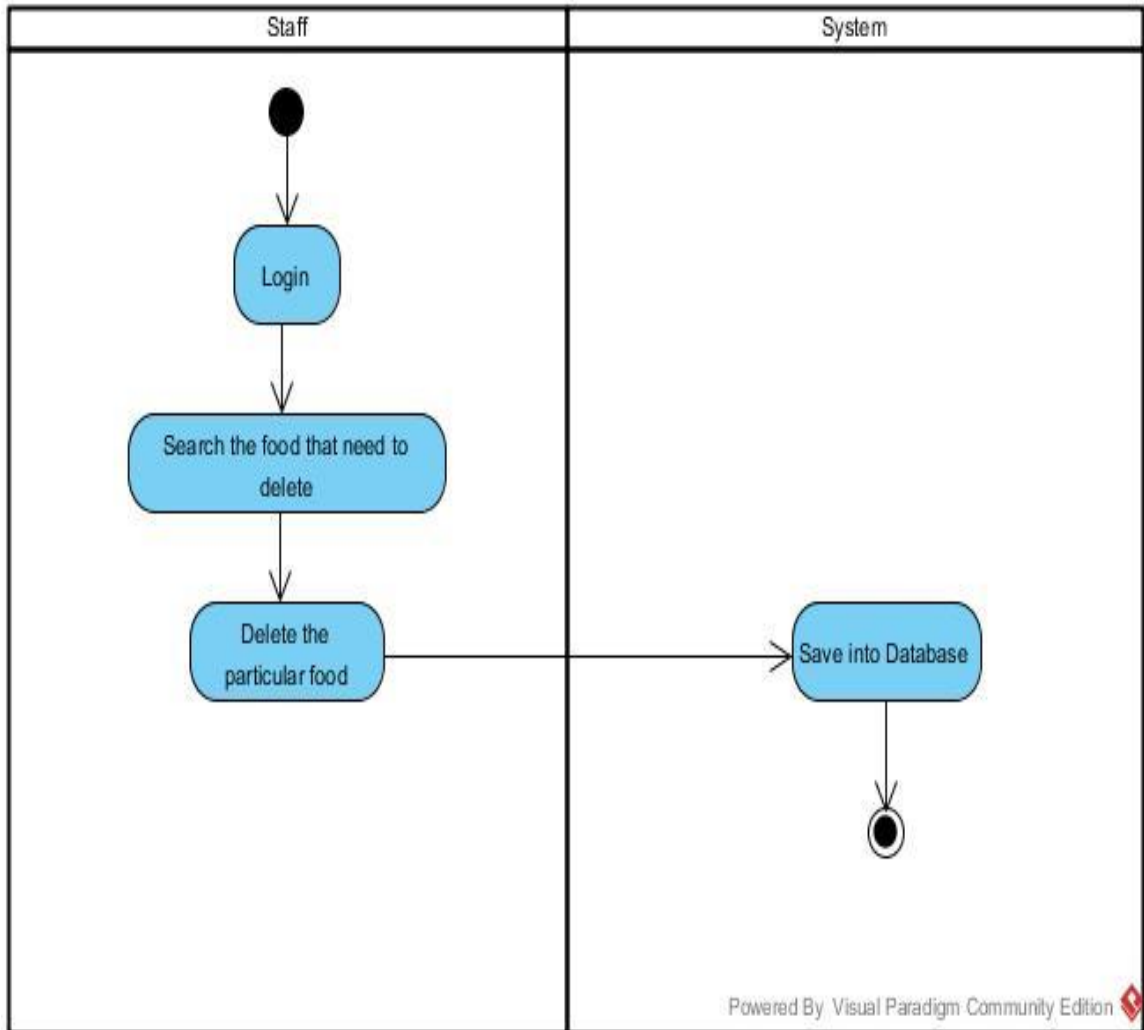 Staff
System
Login
Search the food that need to
delete
Delete the
particular food
Save into Database
Powered By Visual Paradigm Community Edition